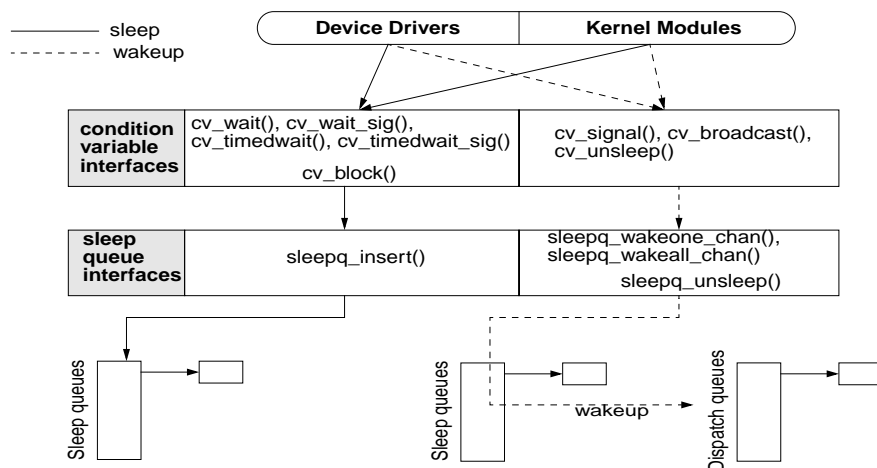 sleep
wakeup
Device Drivers
Kernel Modules
condition
variable
interfaces
cv_wait(), cv_wait_sig(),
cv_timedwait(), cv_timedwait_sig()
cv_block()
cv_signal(), cv_broadcast(),
cv_unsleep()
sleep
queue
interfaces
sleepq_insert()
sleepq_wakeone_chan(),
sleepq_wakeall_chan()
sleepq_unsleep()
Sleep queues
Sleep queues
wakeup
Dispatch queues